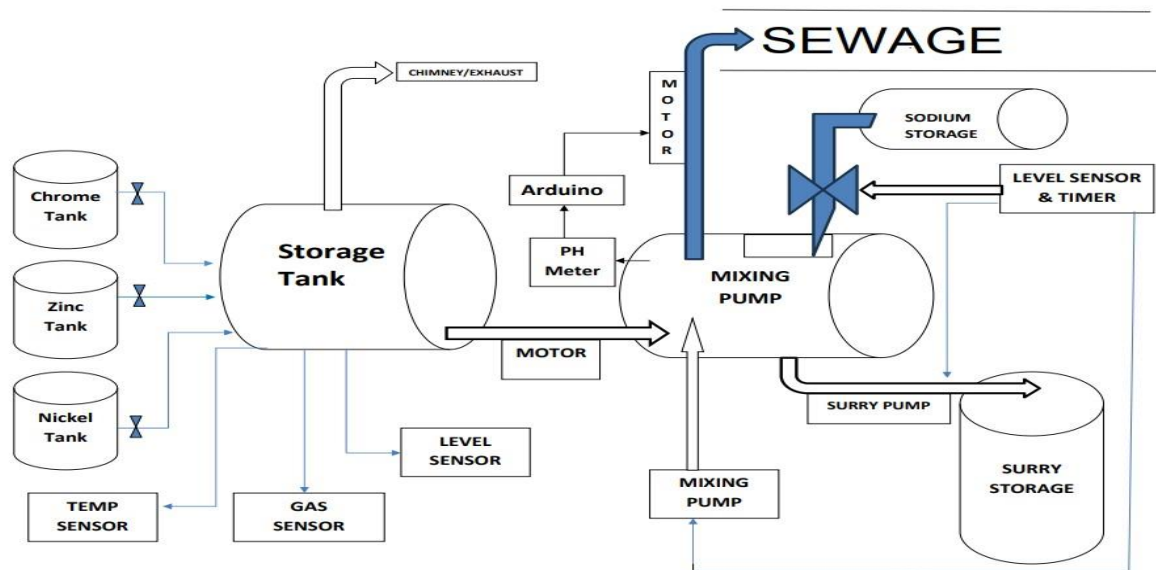 SEWAGE
CHIMNEY/EXHAUST
M
O
T
O
R
SODIUM
STORAGE
Chrome
Tank
Arduino
LEVEL SENSOR
& TIMER
Storage
Tank
PH
Meter
MIXING
PUMP
Zinc
Tank
MOTOR
Nickel
Tank
SURRY PUMP
LEVEL
SENSOR
SURRY
STORAGE
MIXING
PUMP
TEMP
SENSOR
GAS
SENSOR